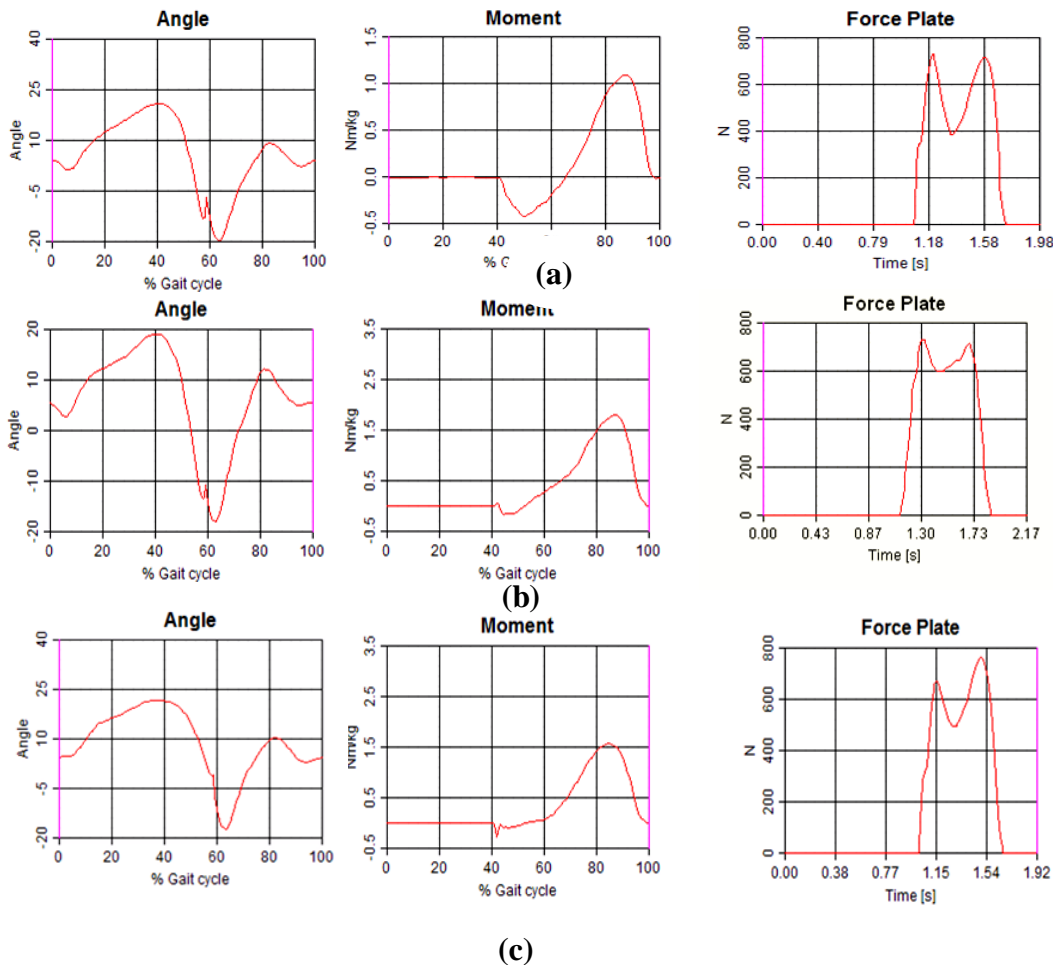 Angle
40
25
10
-5
-20
Angle
0 20 40 60 80 100
% Gait cycle
Moment
1.5
1.0
0.5
0.0
-0.5
Nm/kg
0 20 40 60 80 100
Force Plate
800
600
400
200
0
N
0.00 0.40 0.79 1.18 1.58 1.98
Time [s]
(a)
Angle
20
10
0
-10
-20
Angle
0 20 40 60 80 100
% Gait cycle
3.5
2.5
1.5
0.5
-0.5
Nm/kg
0 20 40 60 80 100
% Gait cycle
Force Plate
800
600
400
200
0
N
0.00 0.43 0.87 1.30 1.73 2.17
Time [s]
(b)
Angle
40
25
10
-5
-20
Angle
0 20 40 60 80 100
% Gait cycle
Moment
3.5
2.5
1.5
0.5
-0.5
Nm/kg
0 20 40 60 80 100
% Gait cycle
Force Plate
800
600
400
200
0
N
0.00 0.38 0.77 1.15 1.54 1.92
Time [s]
(c)